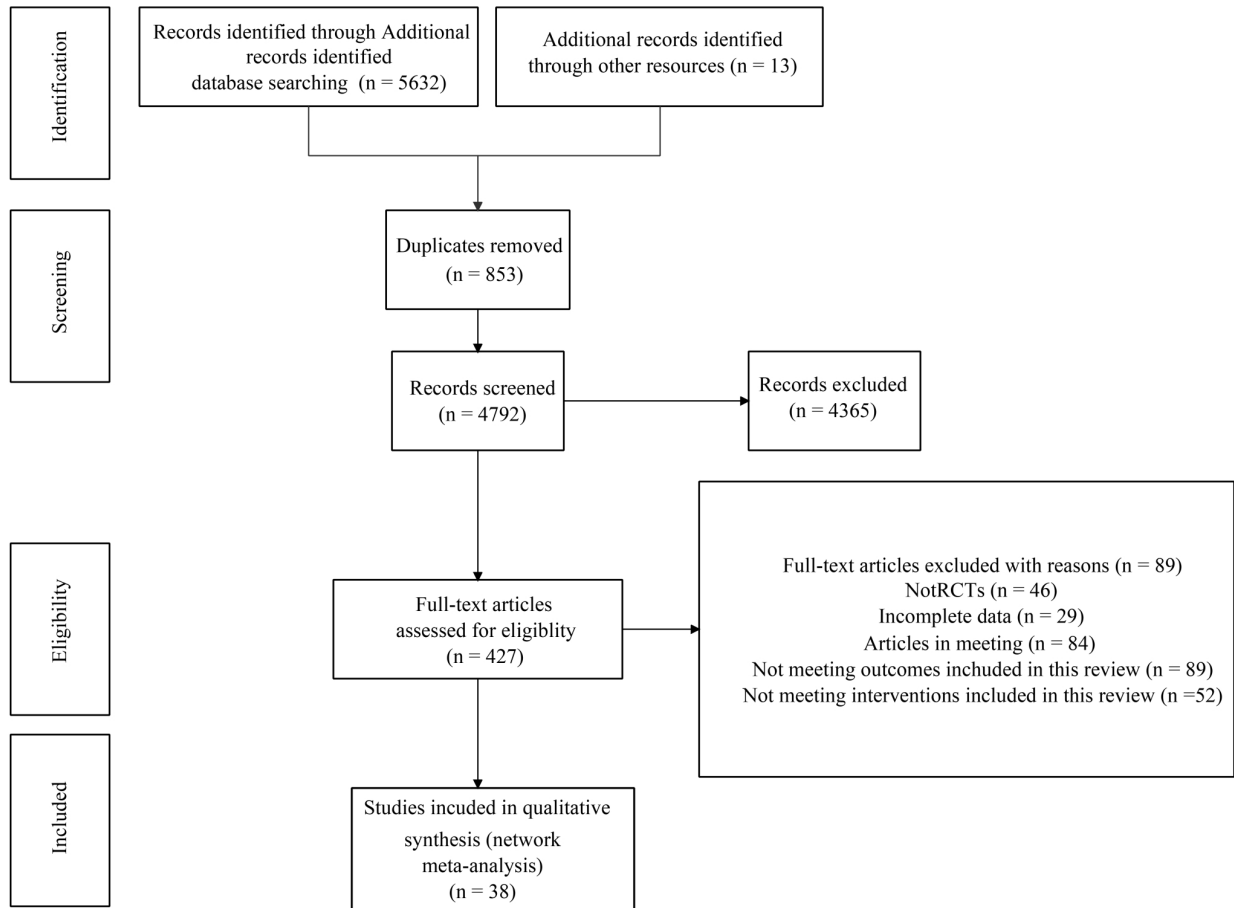 Identification
Records identified through Additional
records identified
database searching (n = 5632)
Additional records identified
through other resources (n = 13)
Screening
Duplicates removed
(n = 853)
Records screened
(n = 4792)
Records excluded
(n = 4365)
Eligibility
Full-text articles
assessed for eligiblity
(n = 427)
Full-text articles excluded with reasons (n = 89)
NotRCTs (n = 46)
Incomplete data (n = 29)
Articles in meeting (n = 84)
Not meeting outcomes inchuded in this review (n = 89)
Not meeting interventions included in this review (n =52)
Included
Studies incuded in qualitative
synthesis (network
meta-analysis)
(n = 38)